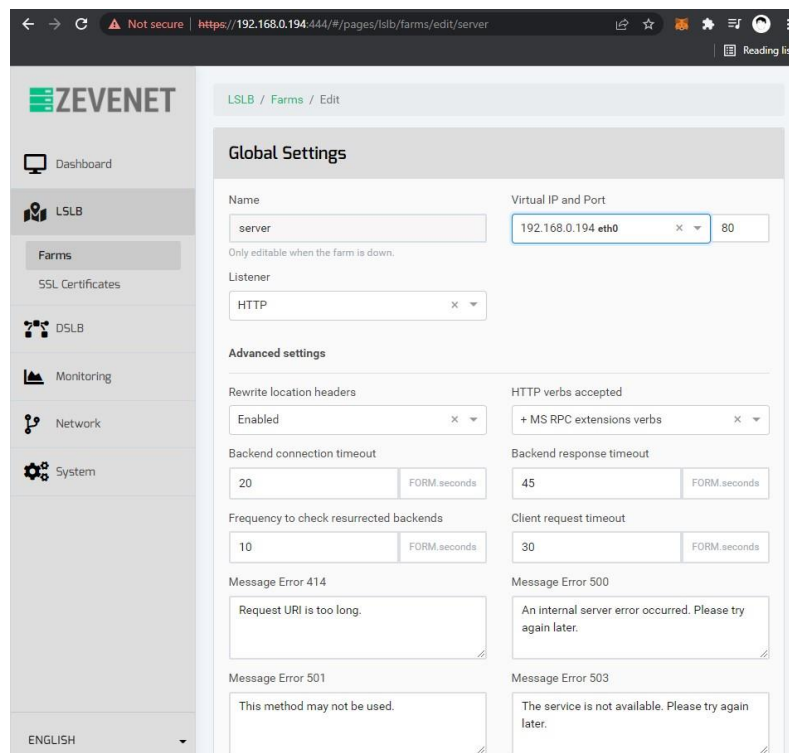 Not secure | https://192.168.0.194:444/#/pages/lslb/farms/edit/server
Reading lis
ZEVENET
Dashboard
LSLB
Farms
SSL Certificates
DSLB
Monitoring
Network
System
ENGLISH
LSLB / Farms / Edit
Global Settings
Name
server
Only editable when the farm is down.
Virtual IP and Port
192.168.0.194 eth0 × 80
Listener
HTTP ×
Advanced settings
Rewrite location headers
Enabled ×
HTTP verbs accepted
+ MS RPC extensions verbs ×
Backend connection timeout
20 FORM.seconds
Backend response timeout
45 FORM.seconds
Frequency to check resurrected backends
10 FORM.seconds
Client request timeout
30 FORM.seconds
Message Error 414
Request URI is too long.
Message Error 500
An internal server error occurred. Please try
again later.
Message Error 501
This method may not be used.
Message Error 503
The service is not available. Please try again
later.